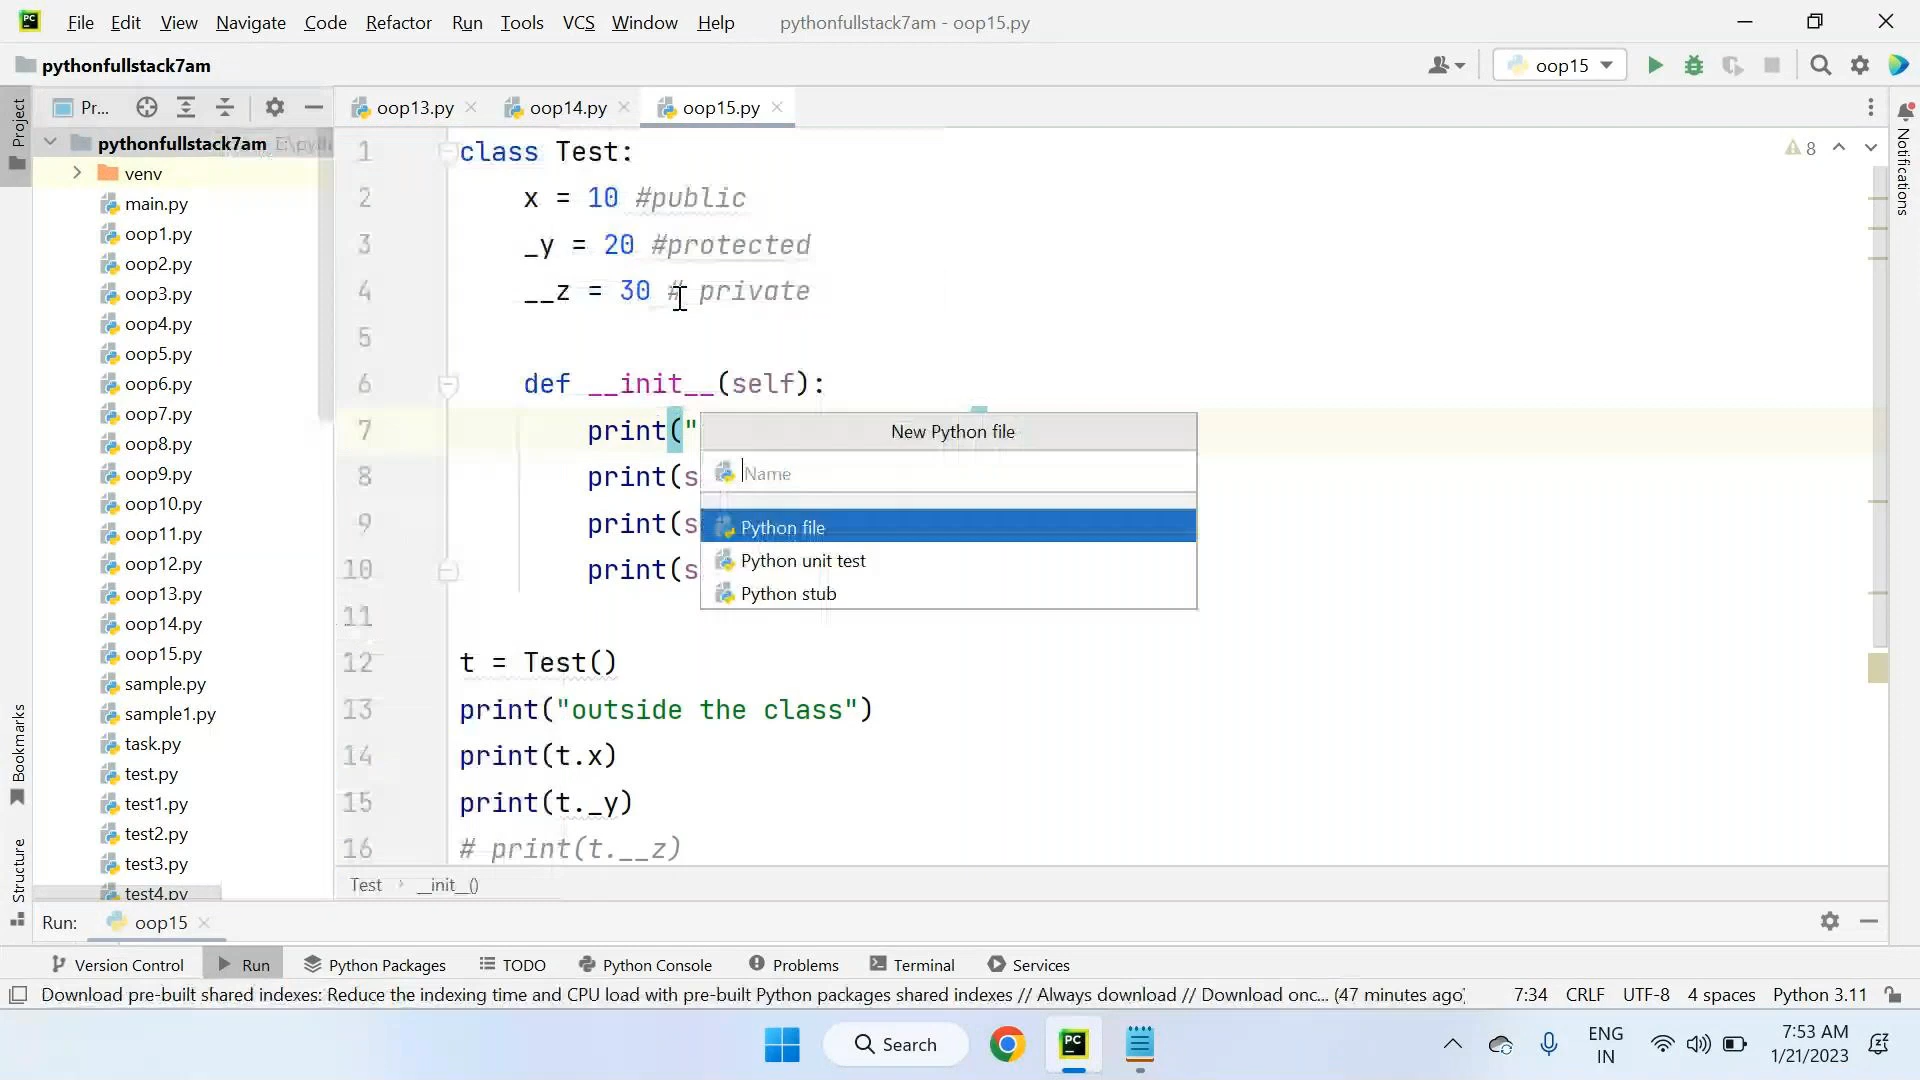 PC File Edit View Navigate Code Refactor Run Tools VCS Window Help pythonfullstack7am - oop15.py
pythonfullstack7am oop15
Project
Pr... oop13.py oop14.py oop15.py
pythonfullstack7am
venv
main.py
oop1.py
oop2.py
oop3.py
oop4.py
oop5.py
oop6.py
oop7.py
oop8.py
oop9.py
oop10.py
oop11.py
oop12.py
oop13.py
oop14.py
oop15.py
sample.py
sample1.py
task.py
test.py
test1.py
test2.py
test3.py
test4.py
1 class Test:
2 x = 10 #public
3 _y = 20 #protected
4 __z = 30 # private
5
6 def __init__(self):
7 print("
8 print(s
9 print(s
10 print(s
11
12 t = Test()
13 print("outside the class")
14 print(t.x)
15 print(t._y)
16 # print(t.__z)
8
New Python file
Name
Python file
Python unit test
Python stub
Notifications
Bookmarks
Structure
Test › __init__()
Run: oop15
Version Control Run Python Packages TODO Python Console Problems Terminal Services
Download pre-built shared indexes: Reduce the indexing time and CPU load with pre-built Python packages shared indexes // Always download // Download onc... (47 minutes ago) 7:34 CRLF UTF-8 4 spaces Python 3.11
Search
PC
ENG
IN
7:53 AM
1/21/2023